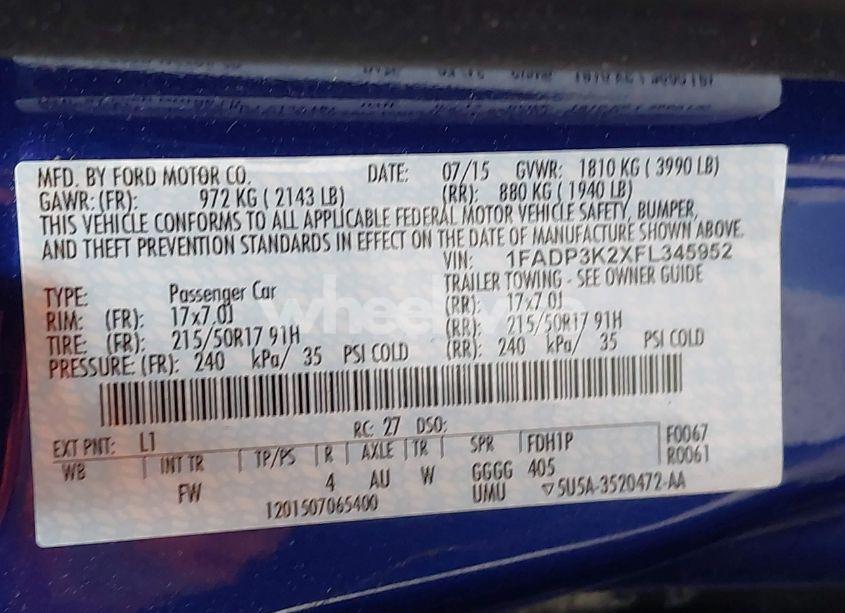 MFD. BY FORD MOTOR CO. DATE: 07/15 GVWR: 1810 KG ( 3990 LB)
GAWR:(FR): 972 KG ( 2143 LB) (RR): 880 KG ( 1940 LB)
THIS VEHICLE CONFORMS TO ALL APPLICABLE FEDERAL MOTOR VEHICLE SAFETY, BUMPER,
AND THEFT PREVENTION STANDARDS IN EFFECT ON THE DATE OF MANUFACTURE SHOWN ABOVE.
VIN: 1FADP3K2XFL345952
TRAILER TOWING - SEE OWNER GUIDE
TYPE: Passenger Car
RIM: (FR): 17x7.0J (RR): 17x7.0J
TIRE: (FR): 215/50R17 91H (RR): 215/50R17 91H
PRESSURE: (FR): 240 kPa/ 35 PSI COLD (RR): 240 kPa/ 35 PSI COLD
EXT PNT: L1 RC: 27 DSO: F0067
WB INT TR TP/PS R AXLE TR SPR FDH1P R0061
FW 4 AU W GGGG 405
UMU ▽5U5A-3520472-AA
1201507065400